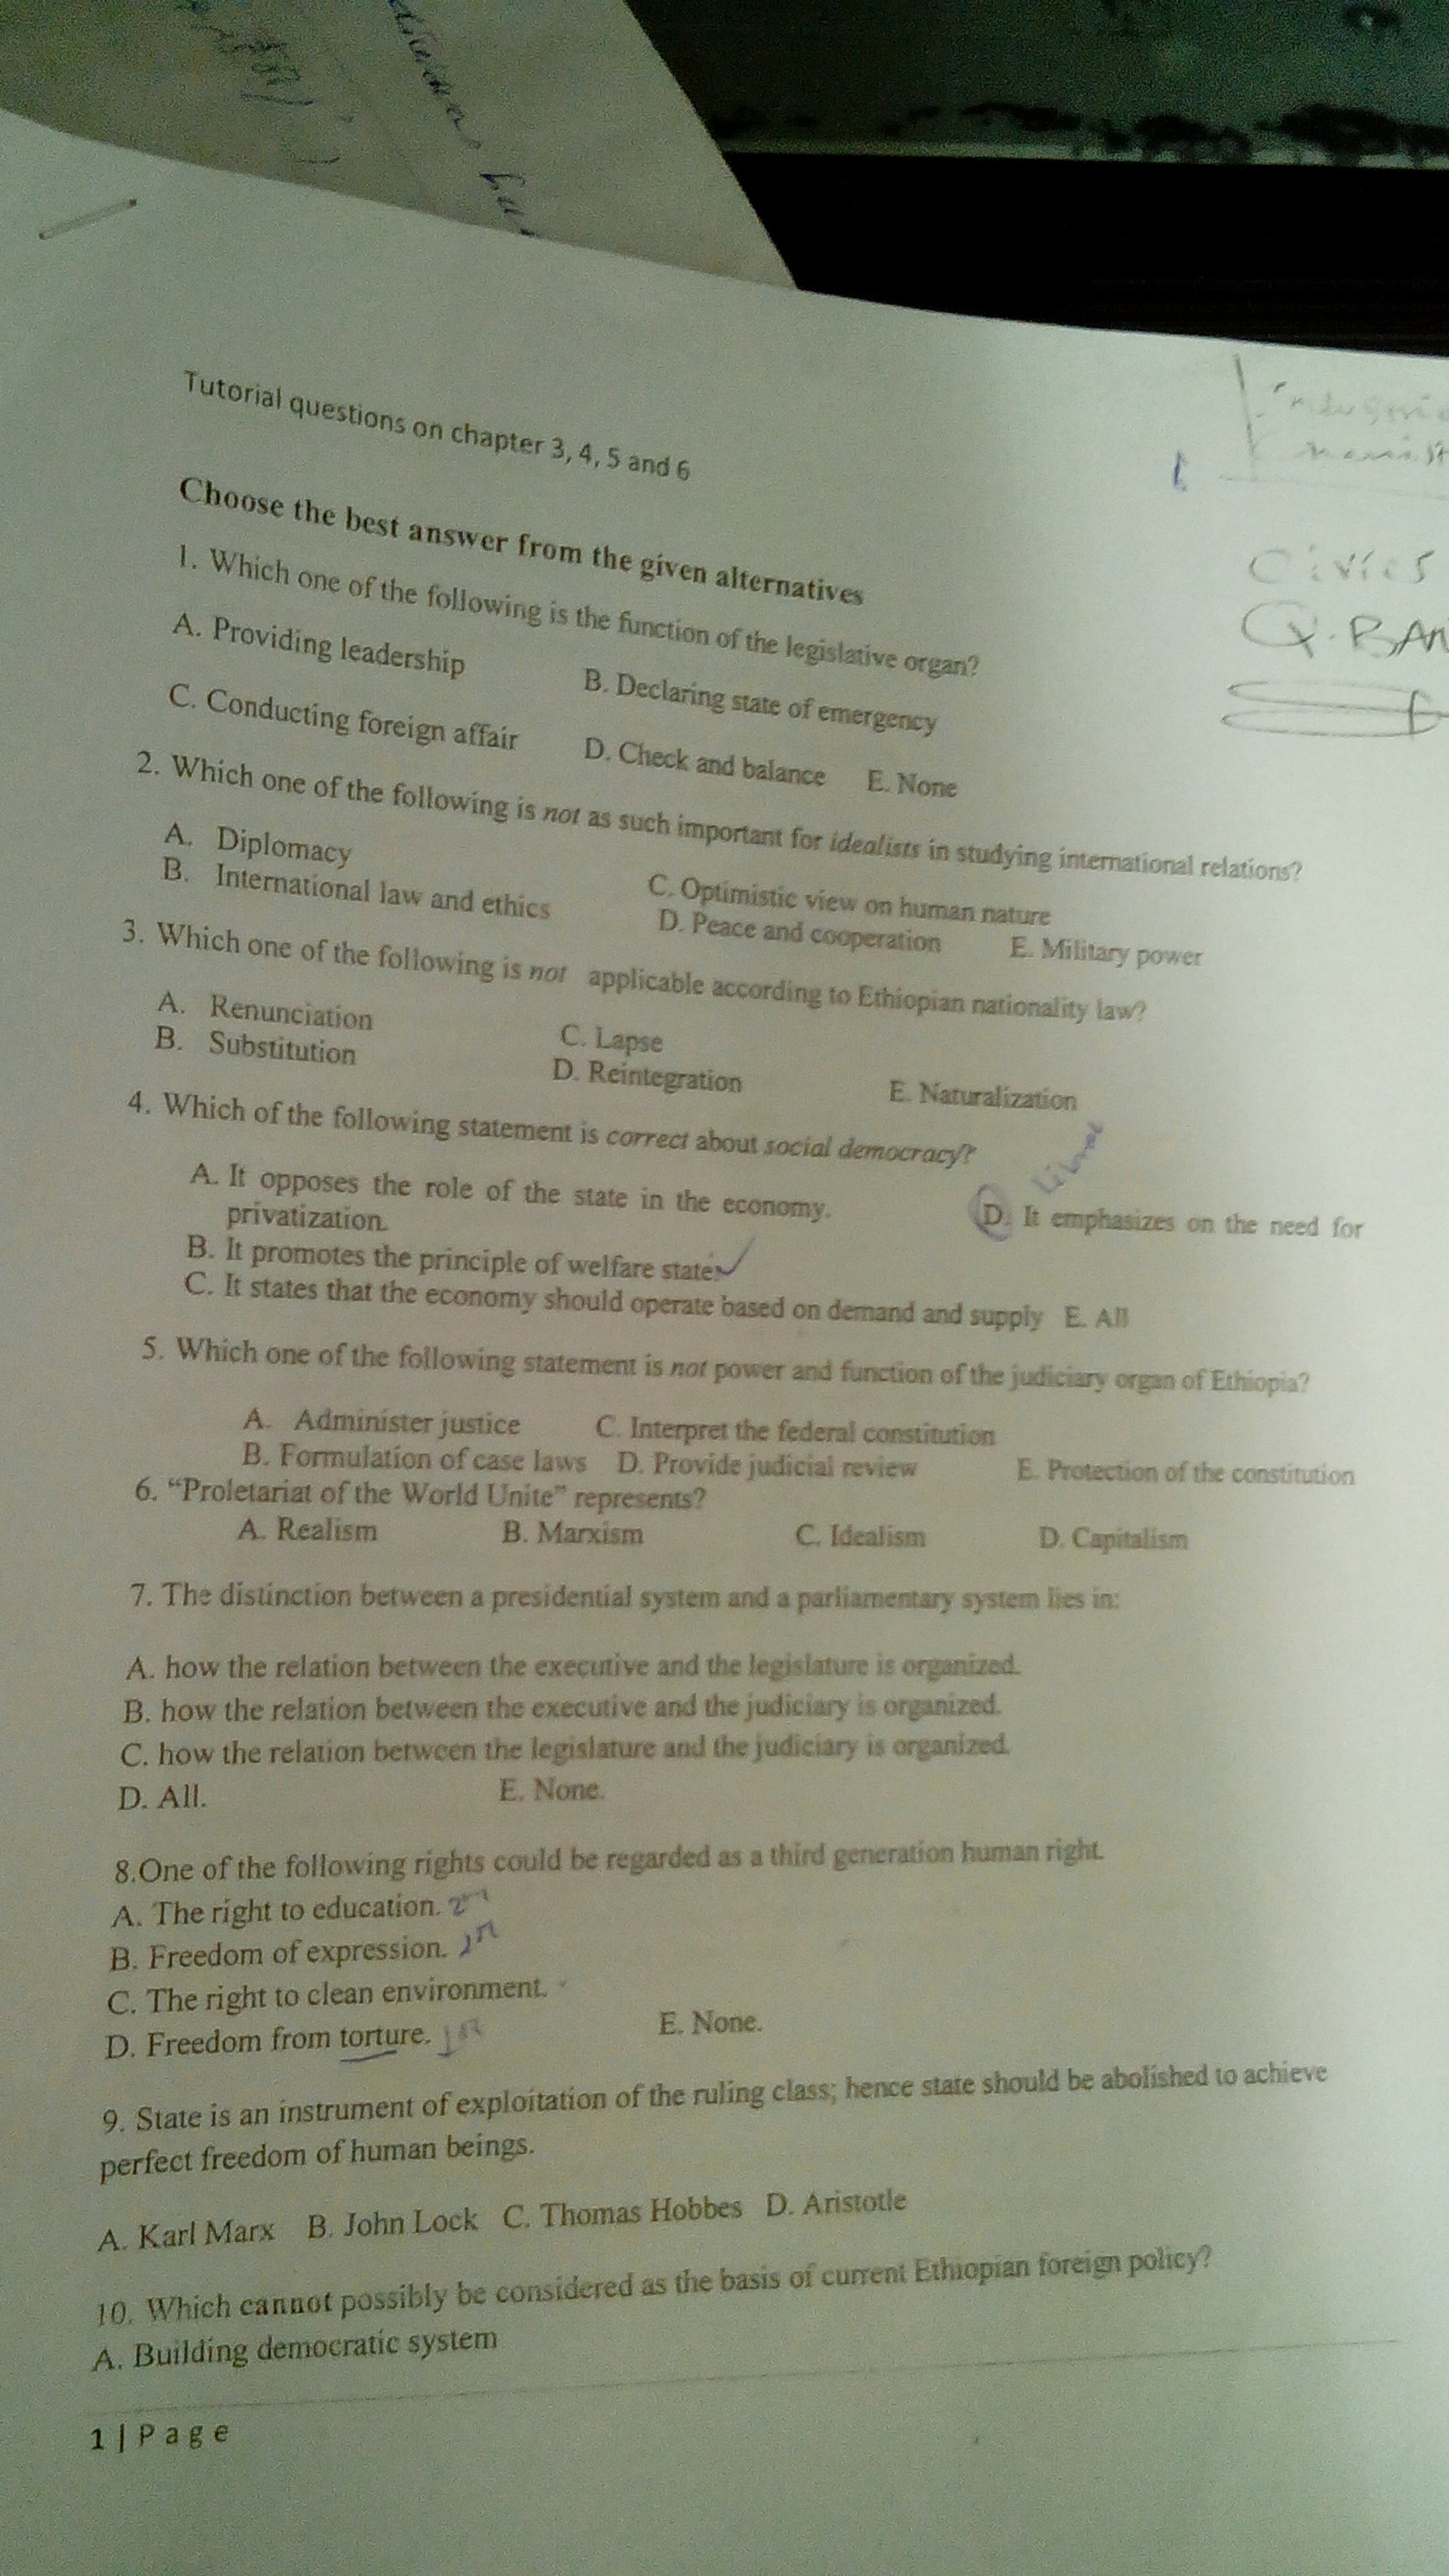 Tutorial questions on chapter 3, 4, 5 and 6
Civics
Choose the best answer from the given alternatives
1. Which one of the following is the function of the legislative organ?
A. Providing leadership B. Declaring state of emergency
C. Conducting foreign affair D. Check and balance E. None
2. Which one of the following is not as such important for idealists in studying international relations?
A. Diplomacy C. Optimistic view on human nature
B. International law and ethics D. Peace and cooperation E. Military power
3. Which one of the following is not applicable according to Ethiopian nationality law?
A. Renunciation C. Lapse
B. Substitution D. Reintegration E. Naturalization
4. Which of the following statement is correct about social democracy?
A. It opposes the role of the state in the economy. D. It emphasizes on the need for
privatization.
B. It promotes the principle of welfare state.
C. It states that the economy should operate based on demand and supply E. All
5. Which one of the following statement is not power and function of the judiciary organ of Ethiopia?
A. Administer justice C. Interpret the federal constitution
B. Formulation of case laws D. Provide judicial review E. Protection of the constitution
6. “Proletariat of the World Unite” represents?
A. Realism B. Marxism C. Idealism D. Capitalism
7. The distinction between a presidential system and a parliamentary system lies in:
A. how the relation between the executive and the legislature is organized.
B. how the relation between the executive and the judiciary is organized.
C. how the relation between the legislature and the judiciary is organized.
D. All. E. None.
8.One of the following rights could be regarded as a third generation human right.
A. The right to education.
B. Freedom of expression.
C. The right to clean environment.
D. Freedom from torture. 1st E. None.
9. State is an instrument of exploitation of the ruling class; hence state should be abolished to achieve
perfect freedom of human beings.
A. Karl Marx B. John Lock C. Thomas Hobbes D. Aristotle
10. Which cannot possibly be considered as the basis of current Ethiopian foreign policy?
A. Building democratic system
1 | Page